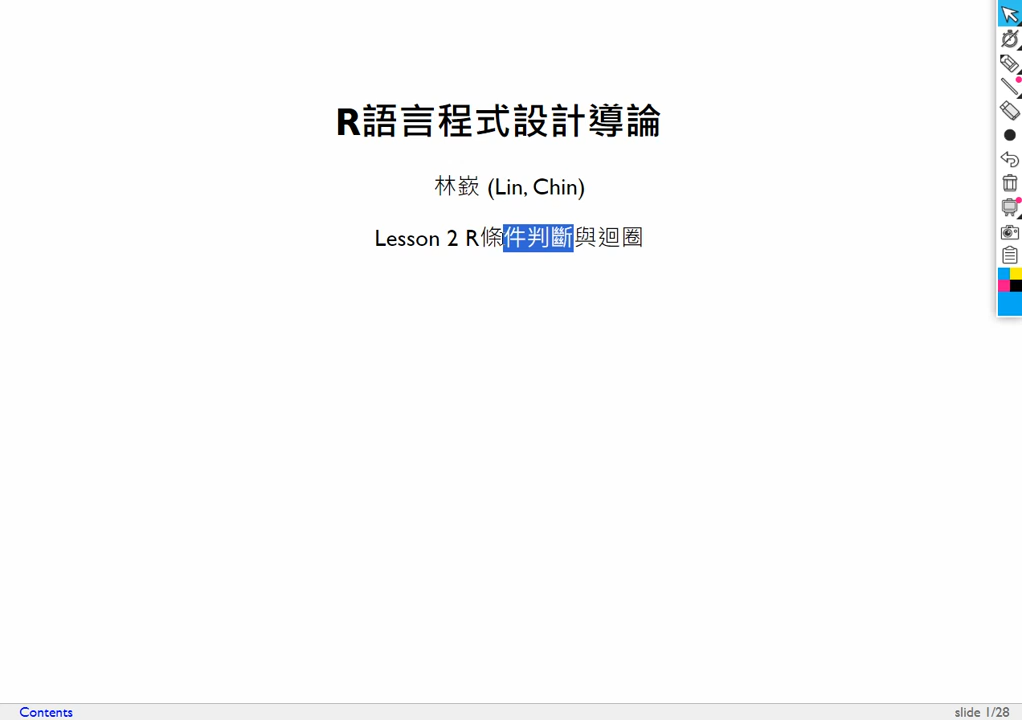 R語言程式設計導論
林嶔 (Lin, Chin)
Lesson 2 R條件判斷與迴圈
Contents
slide 1/28